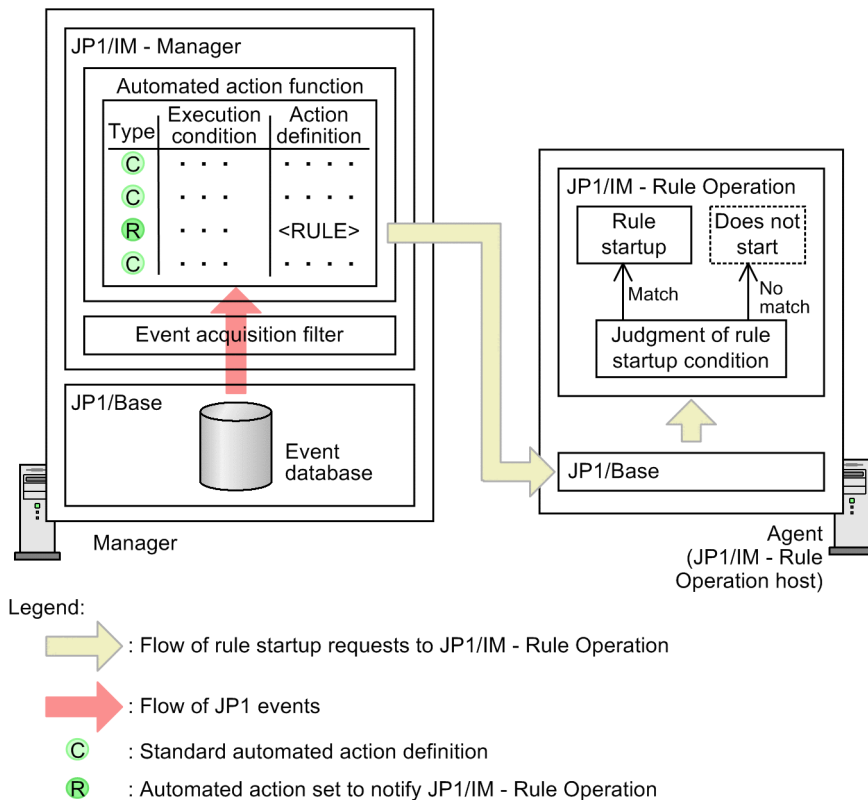 JP1/IM - Manager
Automated action function
Type
Execution
condition
Action
definition
C . . . . . . .
C . . . . . . .
R . . . <RULE>
C . . . . . . .
Event acquisition filter
JP1/Base
Event
database
Manager
JP1/IM - Rule Operation
Rule
startup
Does not
start
Match
No
match
Judgment of rule
startup condition
JP1/Base
Agent
(JP1/IM - Rule
Operation host)
Legend:
: Flow of rule startup requests to JP1/IM - Rule Operation
: Flow of JP1 events
C : Standard automated action definition
R : Automated action set to notify JP1/IM - Rule Operation